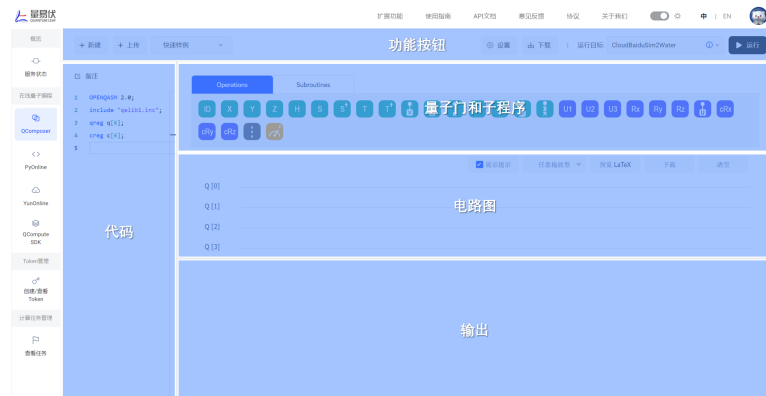 量易伏
QUANTUM LEAF
扩展功能 使用指南 API文档 意见反馈 协议 关于我们 中 | EN
概览
服务状态
在线量子编程
QComposer
PyOnline
YunOnline
QCompute
SDK
Token管理
创建/查看
Token
计算任务管理
查看任务
+ 新建 + 上传 快速样例 功能按钮 设置 下载 | 运行目标 CloudBaiduSim2Water 运行
备注
1 OPENQASM 2.0;
2 include "qelib1.inc";
3 qreg q[4];
4 creg c[4];
5
代码
Operations Subroutines
ID X Y Z H S S† T T† 量子门和子程序 U1 U2 U3 Rx Ry Rz cRx
cRy cRz
预览 LaTeX 下载 清空
Q [0]
Q [1]
电路图
Q [2]
Q [3]
输出